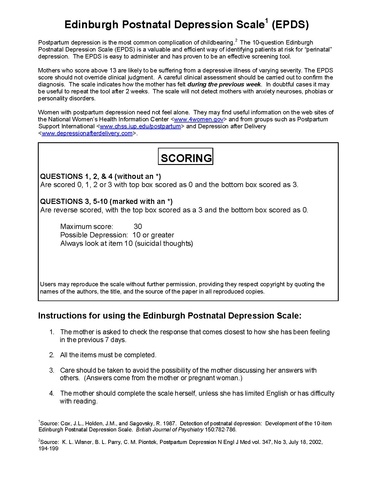 Edinburgh Postnatal Depression Scale1 (EPDS)
Postpartum depression is the most common complication of childbearing.2 The 10-question Edinburgh
Postnatal Depression Scale (EPDS) is a valuable and efficient way of identifying patients at risk for “perinatal”
depression. The EPDS is easy to administer and has proven to be an effective screening tool.
Mothers who score above 13 are likely to be suffering from a depressive illness of varying severity. The EPDS
score should not override clinical judgment. A careful clinical assessment should be carried out to confirm the
diagnosis. The scale indicates how the mother has felt during the previous week. In doubtful cases it may
be useful to repeat the tool after 2 weeks. The scale will not detect mothers with anxiety neuroses, phobias or
personality disorders.
Women with postpartum depression need not feel alone. They may find useful information on the web sites of
the National Women’s Health Information Center <www.4women.gov> and from groups such as Postpartum
Support International <www.chss.iup.edu/postpartum> and Depression after Delivery
<www.depressionafterdelivery.com>.
SCORING
QUESTIONS 1, 2, & 4 (without an *)
Are scored 0, 1, 2 or 3 with top box scored as 0 and the bottom box scored as 3.
QUESTIONS 3, 5-10 (marked with an *)
Are reverse scored, with the top box scored as a 3 and the bottom box scored as 0.
Maximum score: 30
Possible Depression: 10 or greater
Always look at item 10 (suicidal thoughts)
Users may reproduce the scale without further permission, providing they respect copyright by quoting the
names of the authors, the title, and the source of the paper in all reproduced copies.
Instructions for using the Edinburgh Postnatal Depression Scale:
1. The mother is asked to check the response that comes closest to how she has been feeling
in the previous 7 days.
2. All the items must be completed.
3. Care should be taken to avoid the possibility of the mother discussing her answers with
others. (Answers come from the mother or pregnant woman.)
4. The mother should complete the scale herself, unless she has limited English or has difficulty
with reading.
1Source: Cox, J.L., Holden, J.M., and Sagovsky, R. 1987. Detection of postnatal depression: Development of the 10-item
Edinburgh Postnatal Depression Scale. British Journal of Psychiatry 150:782-786.
2Source: K. L. Wisner, B. L. Parry, C. M. Piontek, Postpartum Depression N Engl J Med vol. 347, No 3, July 18, 2002,
194-199